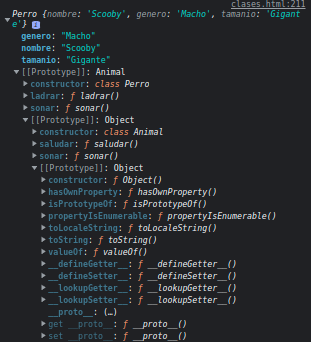 clases.html:211
Perro {nombre: 'Scooby', genero: 'Macho', tamanio: 'Gigant
e'} i
genero: "Macho"
nombre: "Scooby"
tamanio: "Gigante"
[[Prototype]]: Animal
constructor: class Perro
ladrar: ƒ ladrar()
sonar: ƒ sonar()
[[Prototype]]: Object
constructor: class Animal
saludar: ƒ saludar()
sonar: ƒ sonar()
[[Prototype]]: Object
constructor: ƒ Object()
hasOwnProperty: ƒ hasOwnProperty()
isPrototypeOf: ƒ isPrototypeOf()
propertyIsEnumerable: ƒ propertyIsEnumerable()
toLocaleString: ƒ toLocaleString()
toString: ƒ toString()
valueOf: ƒ valueOf()
__defineGetter__: ƒ __defineGetter__()
__defineSetter__: ƒ __defineSetter__()
__lookupGetter__: ƒ __lookupGetter__()
__lookupSetter__: ƒ __lookupSetter__()
__proto__: (…)
get __proto__: ƒ __proto__()
set __proto__: ƒ __proto__()